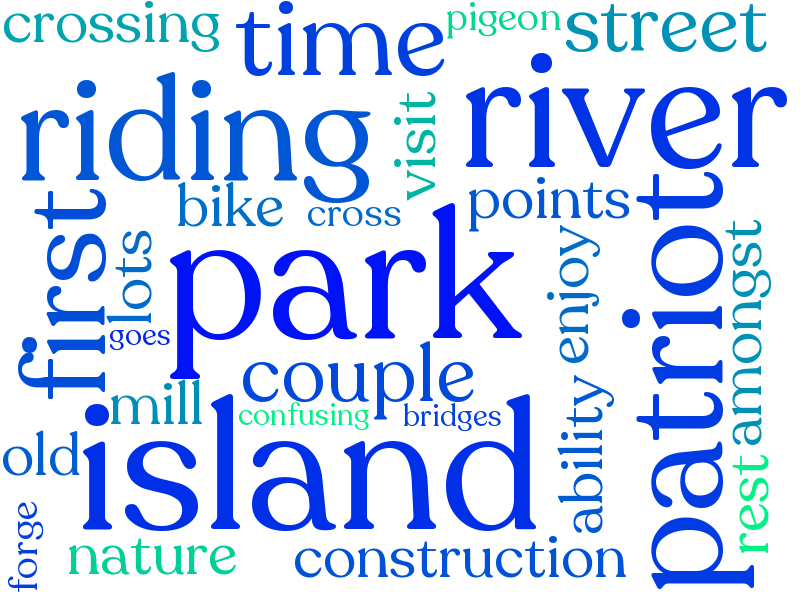 crossing
time
pigeon
street
riding
visit
river
bike
cross
points
first
lots
park
enjoy
patriot
amongst
goes
couple
mill
confusing
bridges
old
island
ability
rest
forge
nature
construction